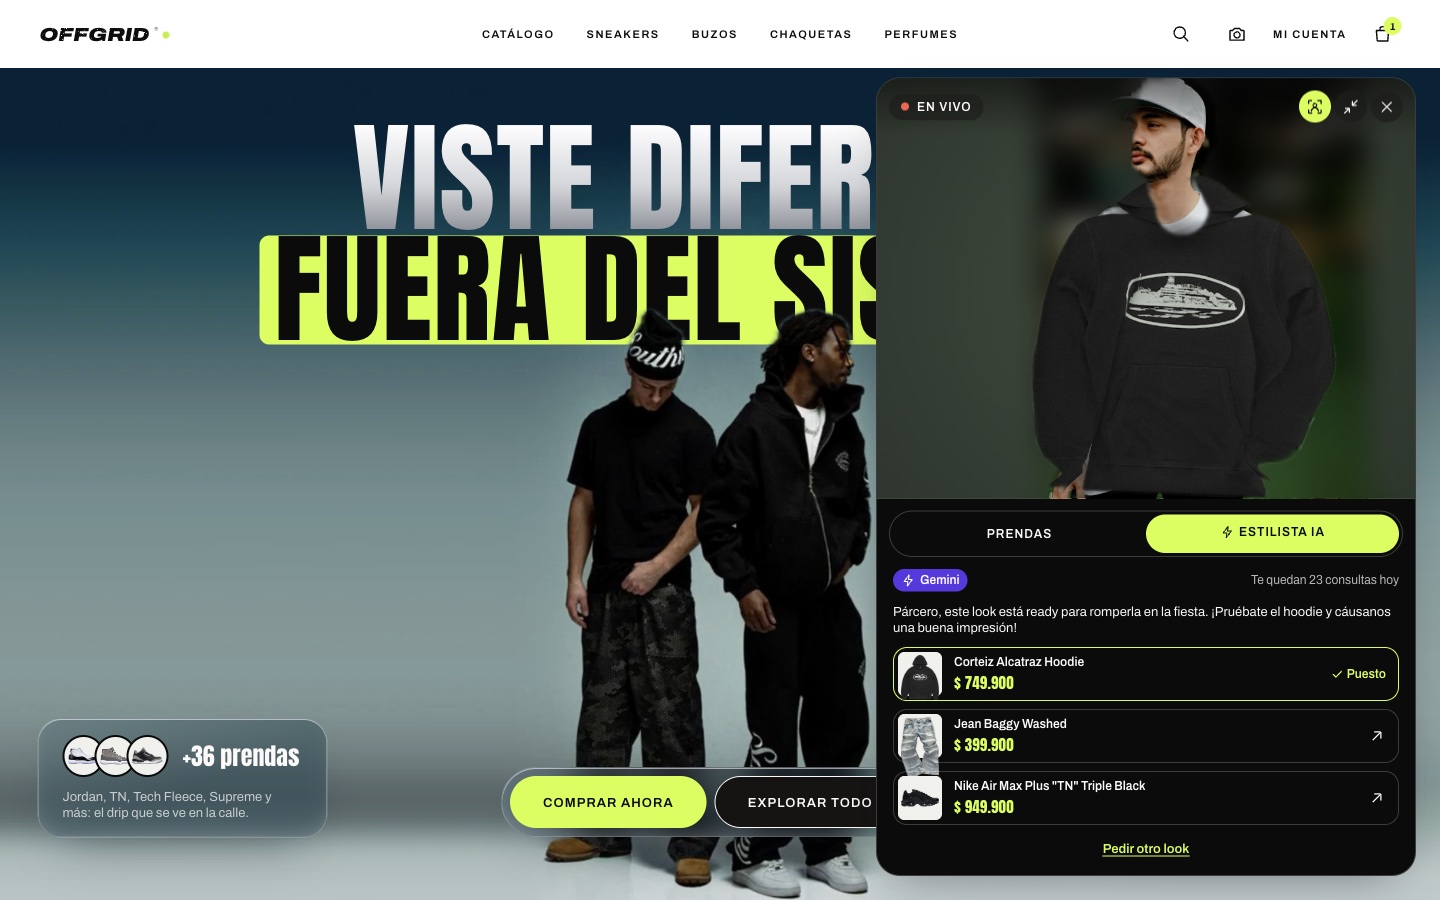 OFFGRID
CATÁLOGO SNEAKERS BUZOS CHAQUETAS PERFUMES
MI CUENTA
1
VISTE DIFER
FUERA DEL SIS
South
+36 prendas
Jordan, TN, Tech Fleece, Supreme y
más: el drip que se ve en la calle.
COMPRAR AHORA
EXPLORAR TODO
EN VIVO
PRENDAS
ESTILISTA IA
Gemini
Te quedan 23 consultas hoy
Párcero, este look está ready para romperla en la fiesta. ¡Pruébate el hoodie y cáusanos
una buena impresión!
Corteiz Alcatraz Hoodie
$ 749.900
Puesto
Jean Baggy Washed
$ 399.900
Nike Air Max Plus "TN" Triple Black
$ 949.900
Pedir otro look